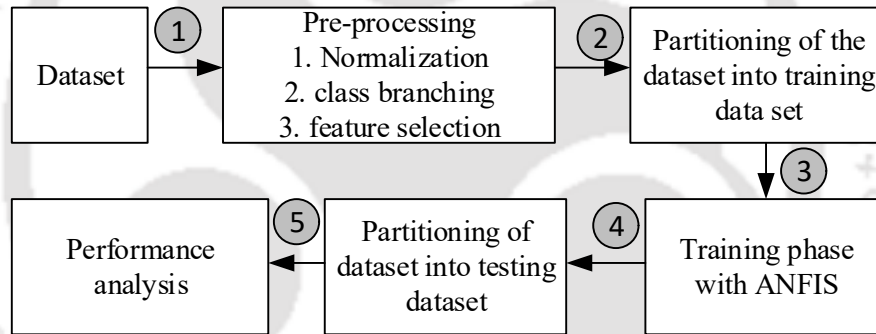 Dataset
1
Pre-processing
1. Normalization
2. class branching
3. feature selection
2
Partitioning of the
dataset into training
data set
3
Training phase
with ANFIS
4
Partitioning of
dataset into testing
dataset
5
Performance
analysis